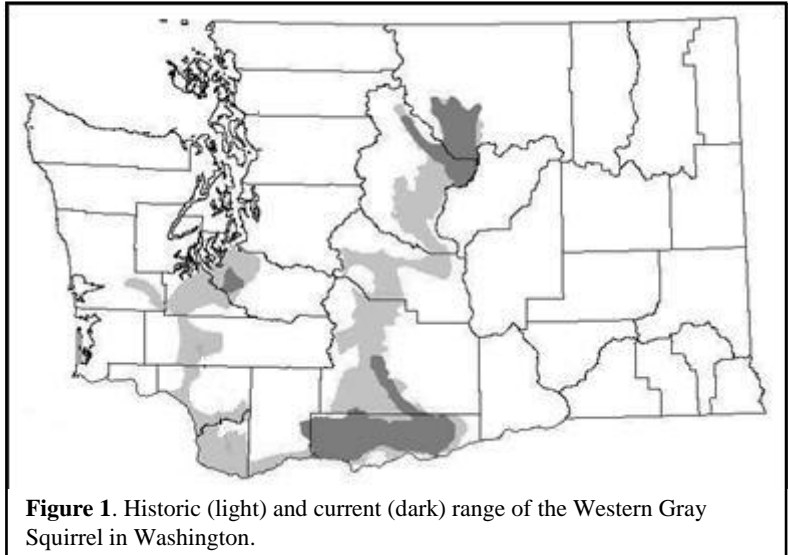 Figure 1. Historic (light) and current (dark) range of the Western Gray
Squirrel in Washington.